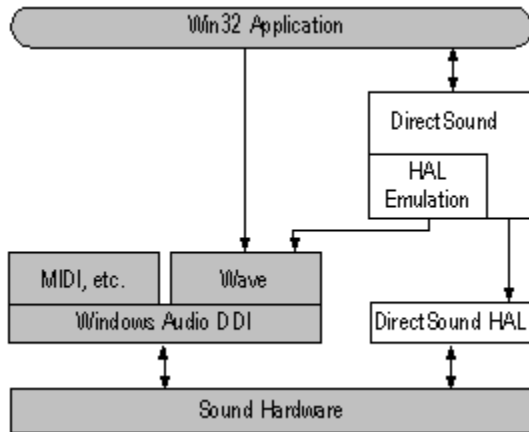 Win32 Application
DirectSound
HAL
Emulation
MIDI, etc.
Wave
Windows Audio DDI
DirectSound HAL
Sound Hardware